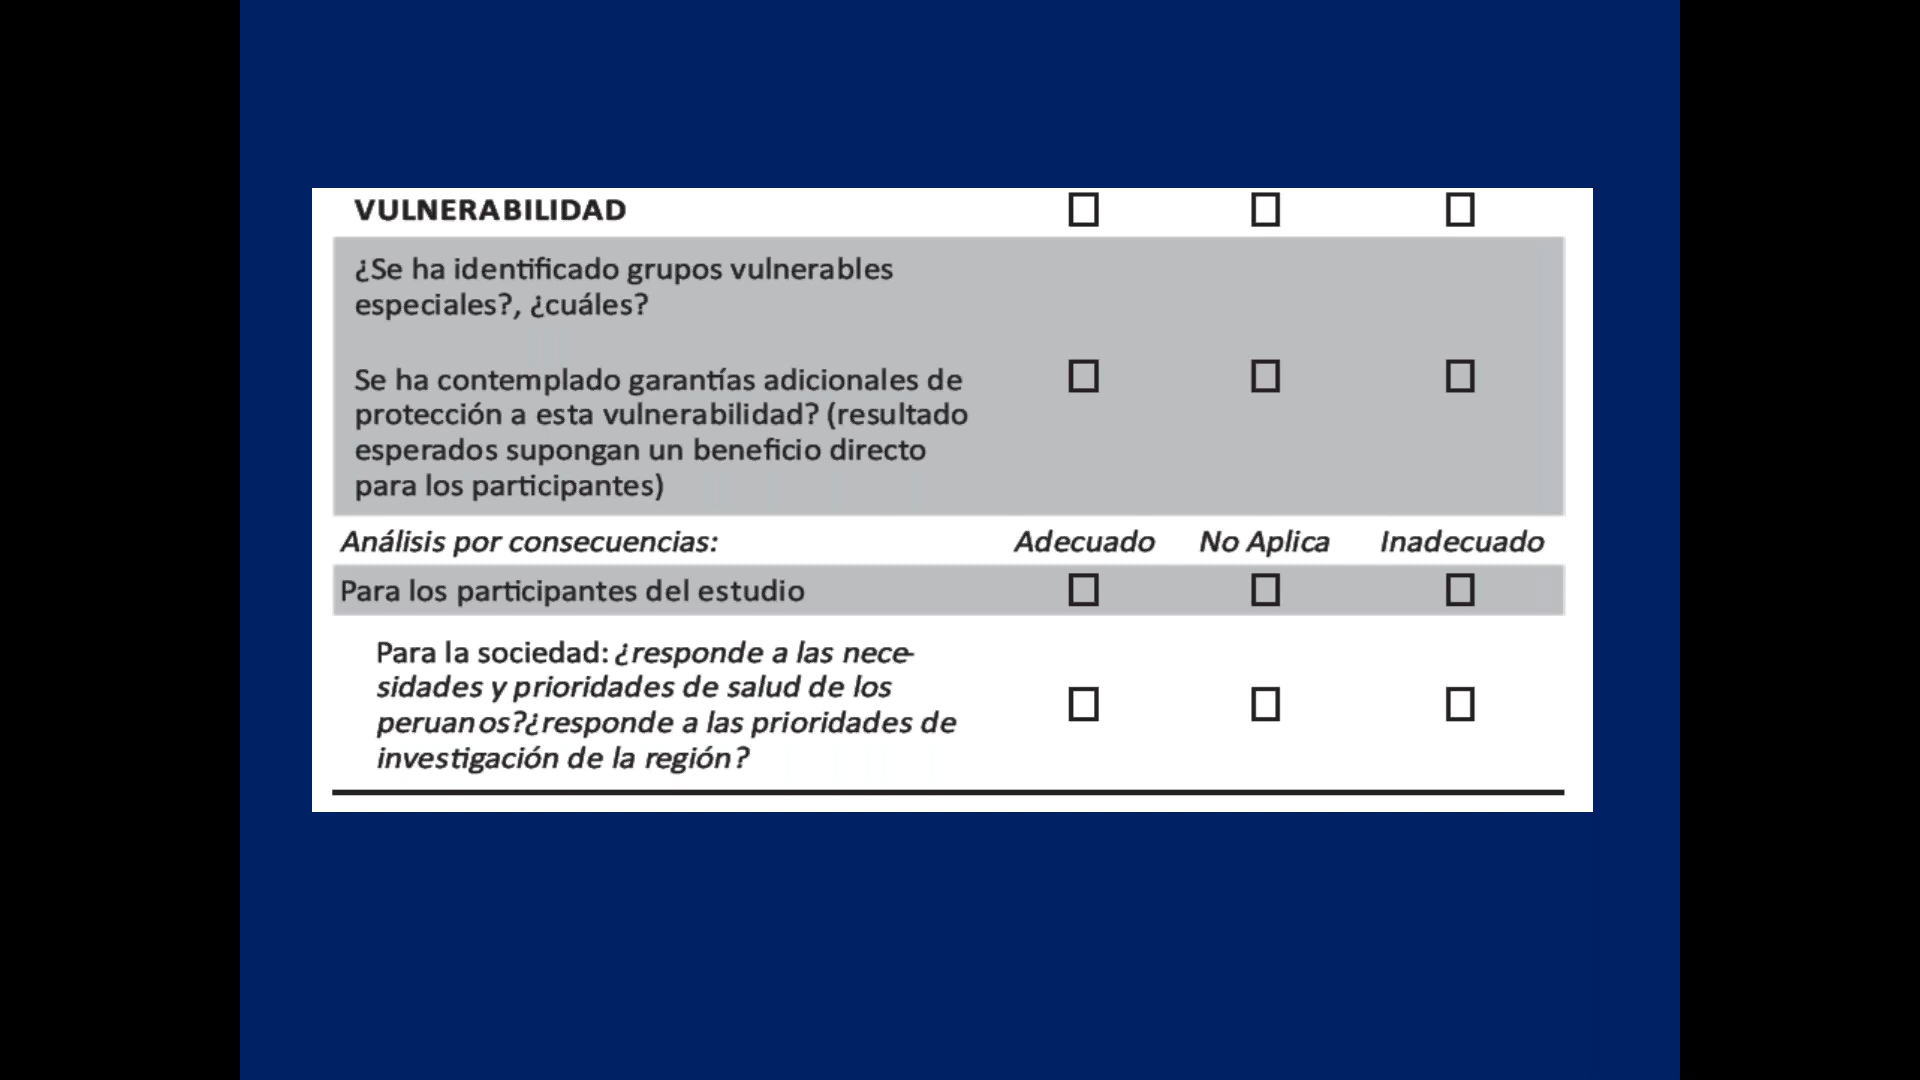 VULNERABILIDAD
¿Se ha identificado grupos vulnerables
especiales?, ¿cuáles?
Se ha contemplado garantías adicionales de
protección a esta vulnerabilidad? (resultado
esperados supongan un beneficio directo
para los participantes)
Análisis por consecuencias: Adecuado No Aplica Inadecuado
Para los participantes del estudio
Para la sociedad: ¿responde a las nece-
sidades y prioridades de salud de los
peruanos?¿responde a las prioridades de
investigación de la región?